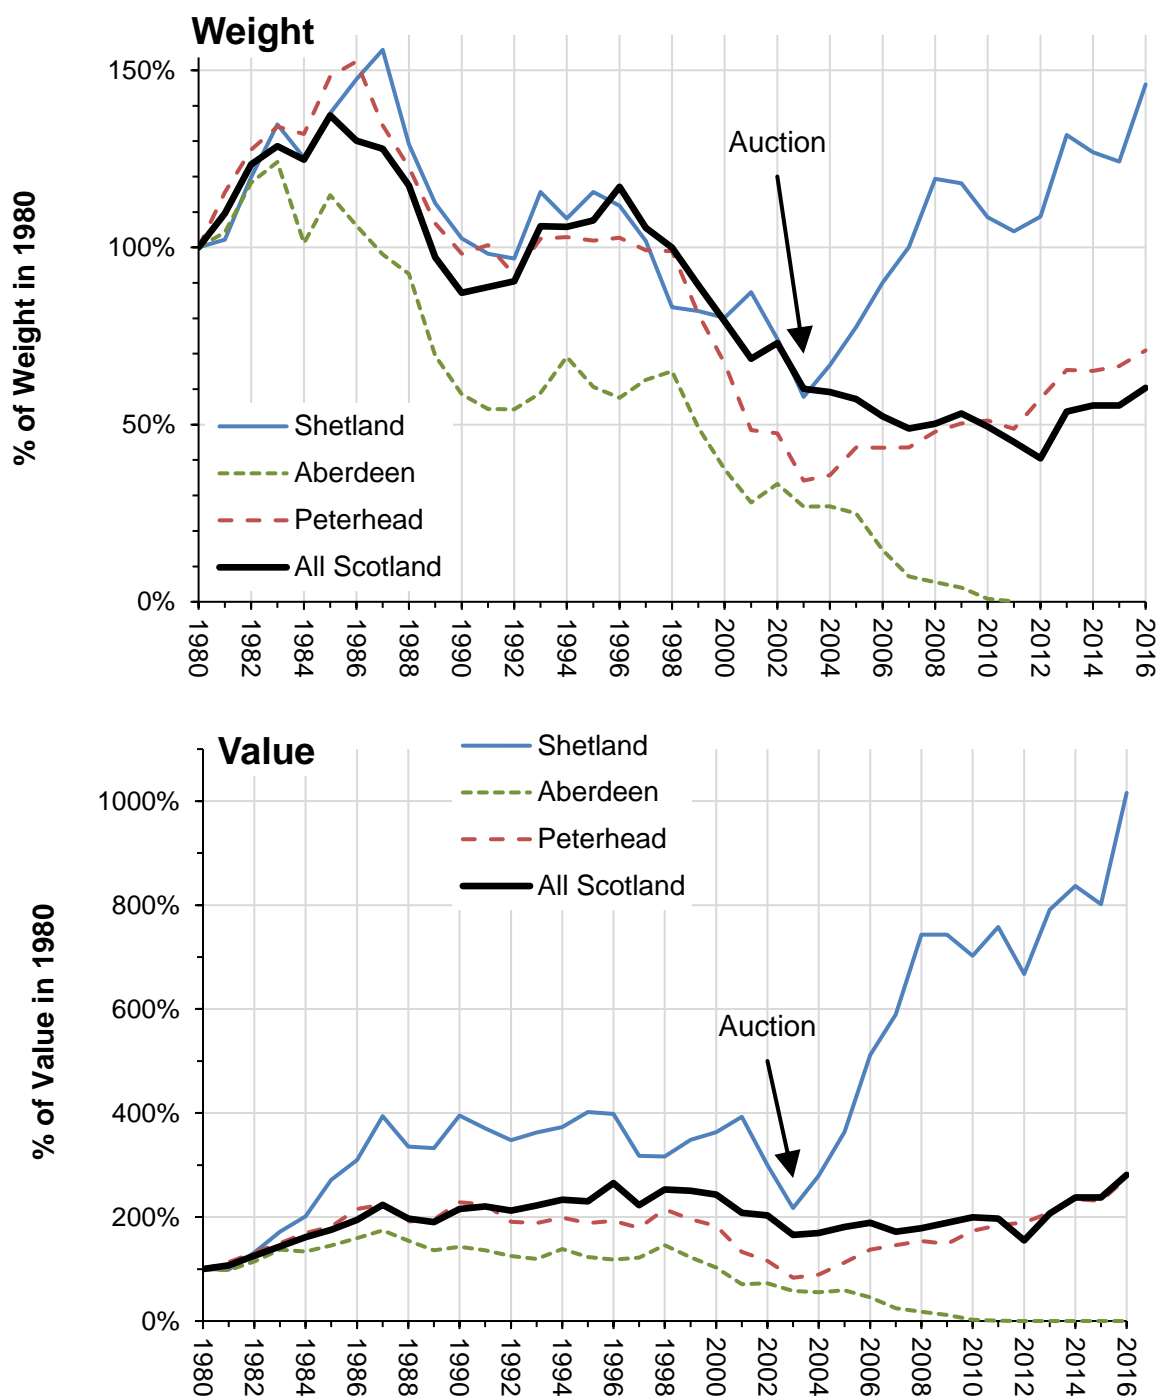 Weight
% of Weight in 1980
150%
100%
50%
0%
Auction
Shetland
Aberdeen
Peterhead
All Scotland
1980 1982 1984 1986 1988 1990 1992 1994 1996 1998 2000 2002 2004 2006 2008 2010 2012 2014 2016
Value
% of Value in 1980
Shetland
Aberdeen
Peterhead
All Scotland
1000%
800%
600%
400%
200%
0%
Auction
1980 1982 1984 1986 1988 1990 1992 1994 1996 1998 2000 2002 2004 2006 2008 2010 2012 2014 2016